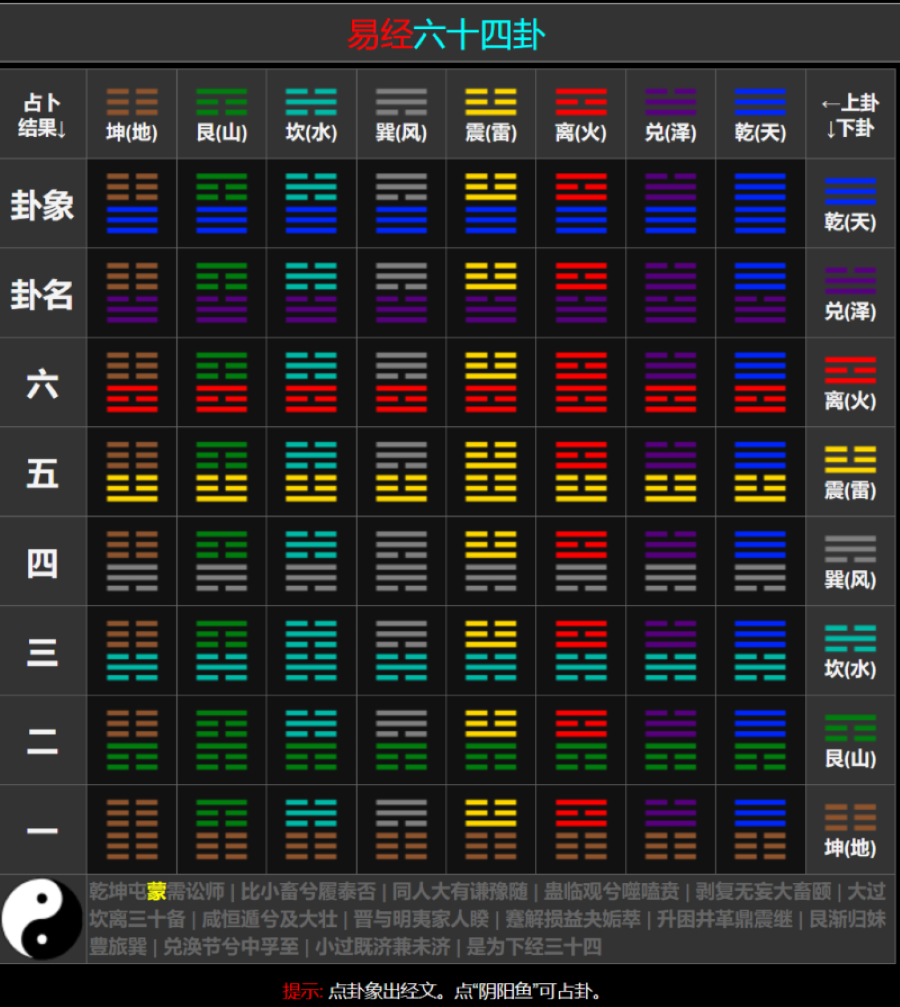 易经六十四卦
占卜
结果↓
坤(地) 艮(山) 坎(水) 巽(风) 震(雷) 离(火) 兑(泽) 乾(天)
←上卦
↓下卦
卦象
乾(天)
卦名
兑(泽)
六
离(火)
五
震(雷)
四
巽(风)
三
坎(水)
二
艮(山)
一
坤(地)
乾坤屯蒙需讼师 | 比小畜兮履泰否 | 同人大有谦豫随 | 蛊临观兮噬嗑贲 | 剥复无妄大畜颐 | 大过
坎离三十备 | 咸恒遁兮及大壮 | 晋与明夷家人睽 | 蹇解损益夬姤萃 | 升困井革鼎震继 | 艮渐归妹
豐旅巽 | 兑涣节兮中孚至 | 小过既济兼未济 | 是为下经三十四
提示: 点卦象出经文。点“阴阳鱼”可占卦。